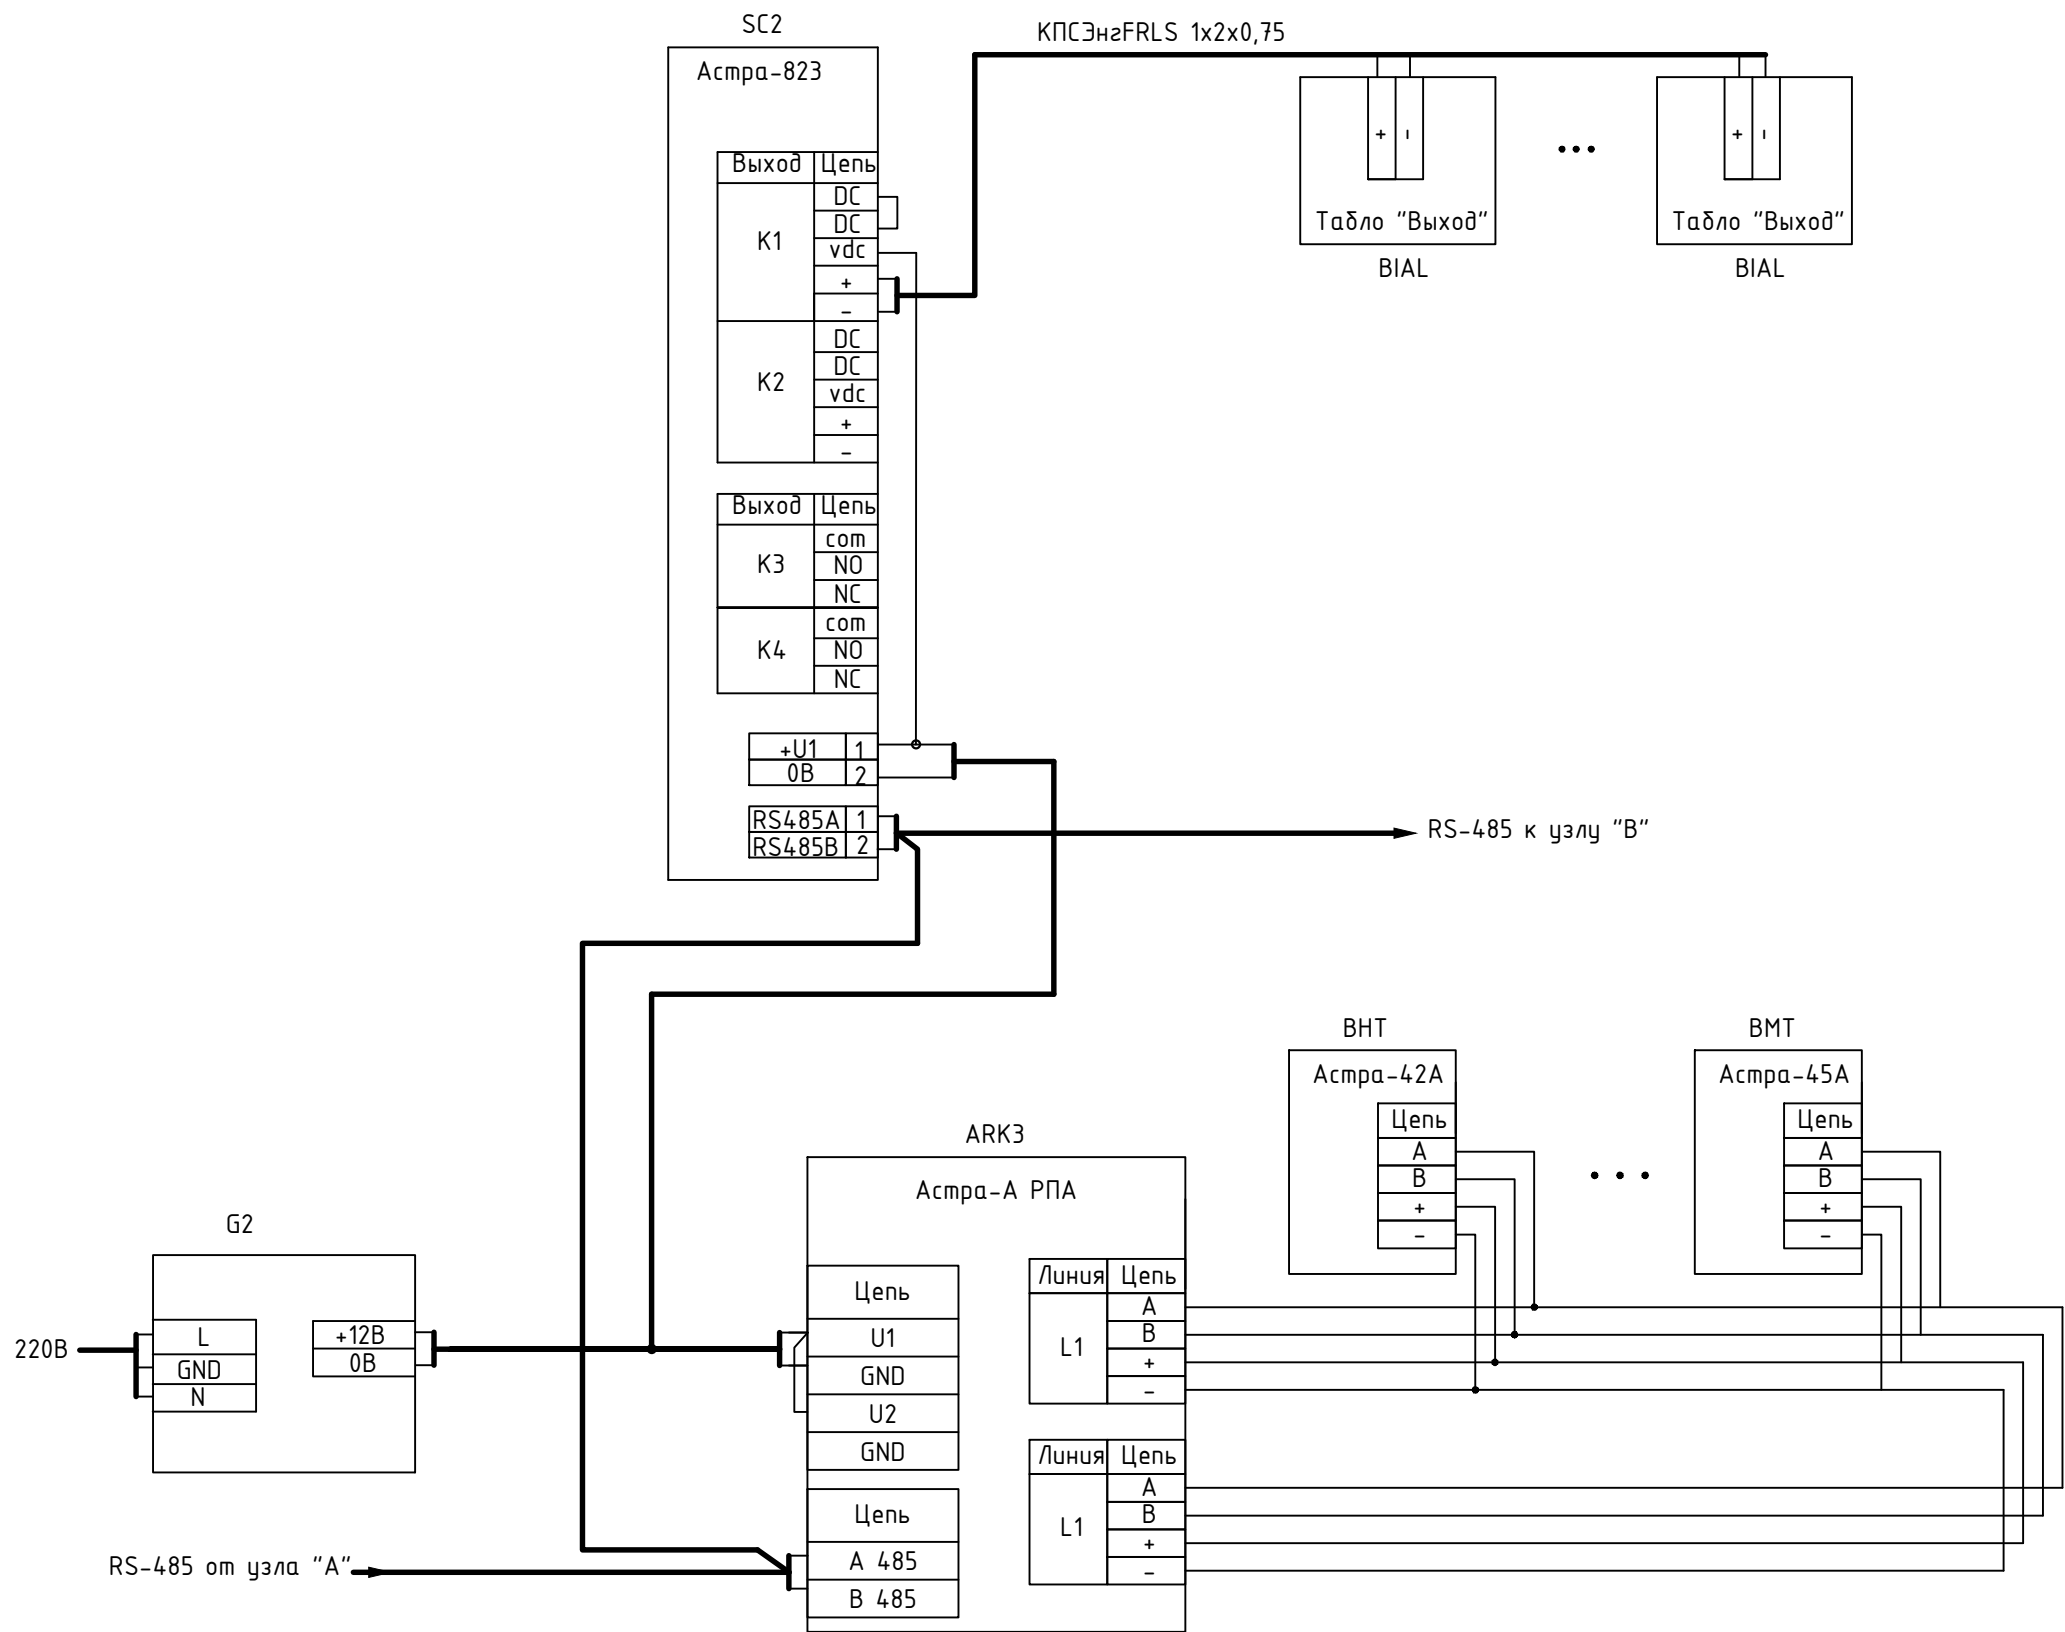 SC2
Астра-823
Выход Цепь
K1
DC
DC
vdc
+
-
K2
DC
DC
vdc
+
-
Выход Цепь
K3
com
NO
NC
K4
com
NO
NC
+U1 1
0В 2
RS485A 1
RS485B 2
КПСЭнгFRLS 1x2x0,75
+ -
Табло "Выход"
BIAL
...
+ -
Табло "Выход"
BIAL
RS-485 к узлу "В"
BHT
Астра-42А
Цепь
A
B
+
-
...
BMT
Астра-45А
Цепь
A
B
+
-
G2
220В
L
GND
N
+12В
0В
RS-485 от узла "А"
ARK3
Астра-А РПА
Цепь
U1
GND
U2
GND
Цепь
A 485
B 485
Линия Цепь
L1
A
B
+
-
Линия Цепь
L1
A
B
+
-